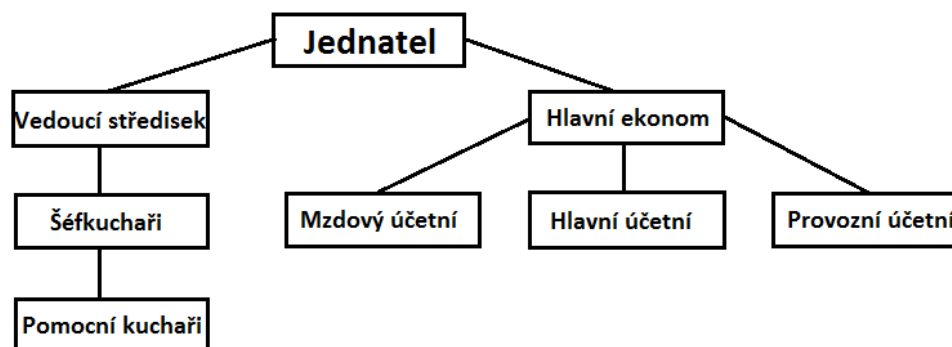 Jednatel
Vedoucí středisek
Hlavní ekonom
Šéfkuchaři
Mzdový účetní
Hlavní účetní
Provozní účetní
Pomocní kuchaři